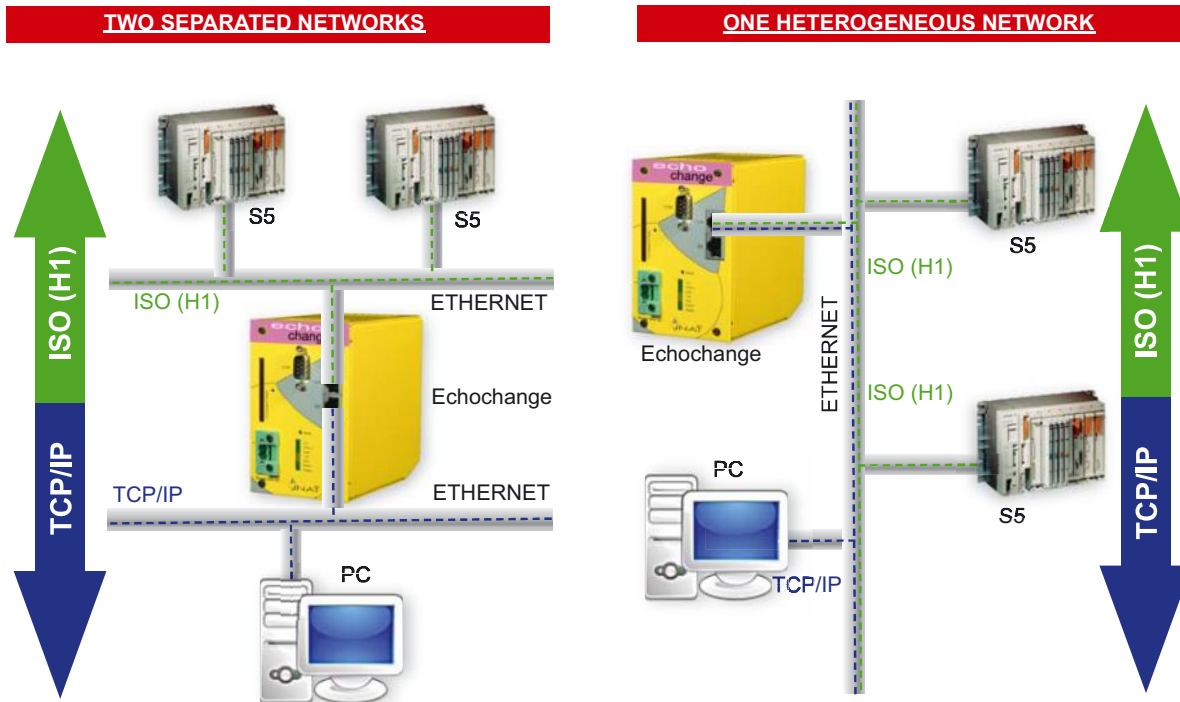 TWO SEPARATED NETWORKS
ISO (H1)
TCP/IP
S5
S5
ISO (H1)
ETHERNET
echo
change
Echochange
NAT
TCP/IP
ETHERNET
PC
ONE HETEROGENEOUS NETWORK
echo
change
NAT
Echochange
ETHERNET
S5
ISO (H1)
ISO (H1)
S5
PC
TCP/IP
ISO (H1)
TCP/IP